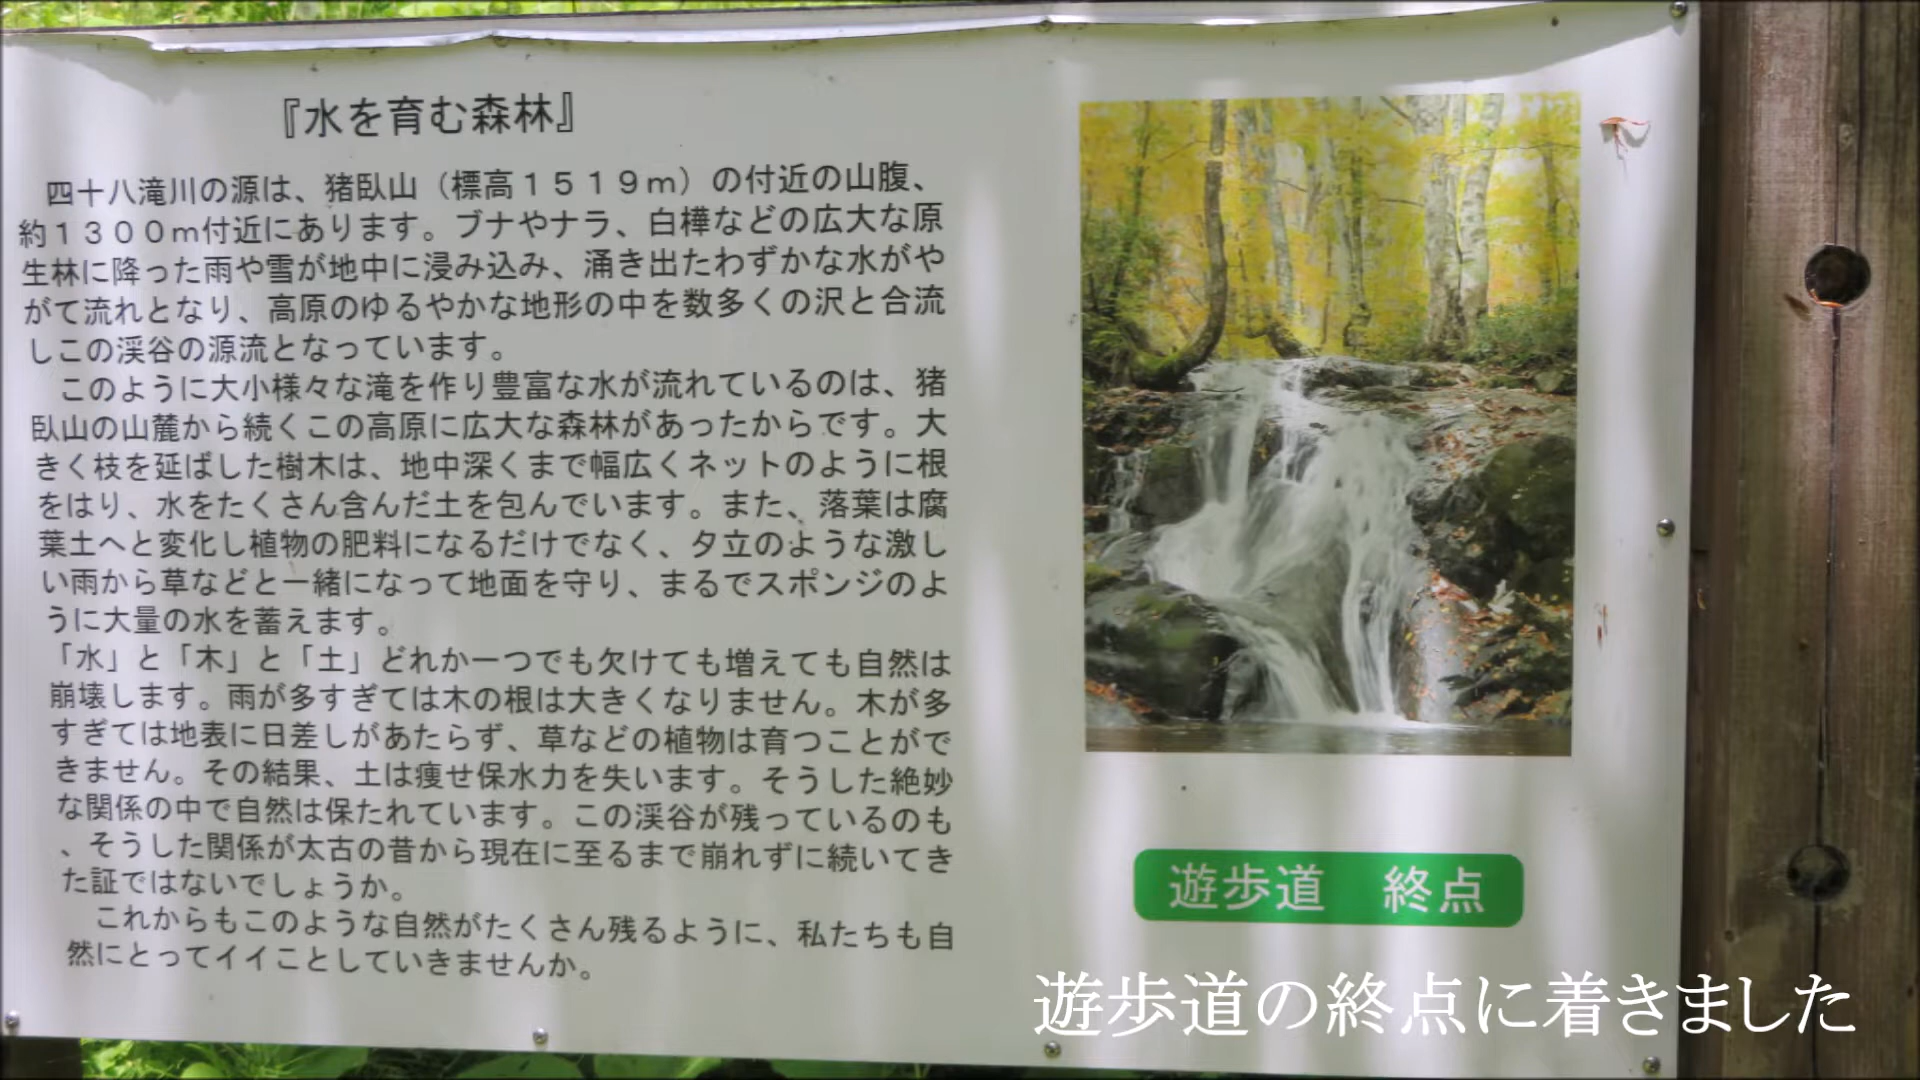 『水を育む森林』
四十八滝川の源は、猪臥山（標高１５１９ｍ）の付近の山腹、
約１３００ｍ付近にあります。ブナやナラ、白樺などの広大な原
生林に降った雨や雪が地中に浸み込み、涌き出たわずかな水がや
がて流れとなり、高原のゆるやかな地形の中を数多くの沢と合流
しこの渓谷の源流となっています。
このように大小様々な滝を作り豊富な水が流れているのは、猪
臥山の山麓から続くこの高原に広大な森林があったからです。大
きく枝を延ばした樹木は、地中深くまで幅広くネットのように根
をはり、水をたくさん含んだ土を包んでいます。また、落葉は腐
葉土へと変化し植物の肥料になるだけでなく、夕立のような激し
い雨から草などと一緒になって地面を守り、まるでスポンジのよ
うに大量の水を蓄えます。
「水」と「木」と「土」どれか一つでも欠けても増えても自然は
崩壊します。雨が多すぎては木の根は大きくなりません。木が多
すぎては地表に日差しがあたらず、草などの植物は育つことがで
きません。その結果、土は痩せ保水力を失います。そうした絶妙
な関係の中で自然は保たれています。この渓谷が残っているのも
、そうした関係が太古の昔から現在に至るまで崩れずに続いてき
た証ではないでしょうか。
これからもこのような自然がたくさん残るように、私たちも自
然にとってイイことしていきませんか。
遊歩道　終点
遊歩道の終点に着きました